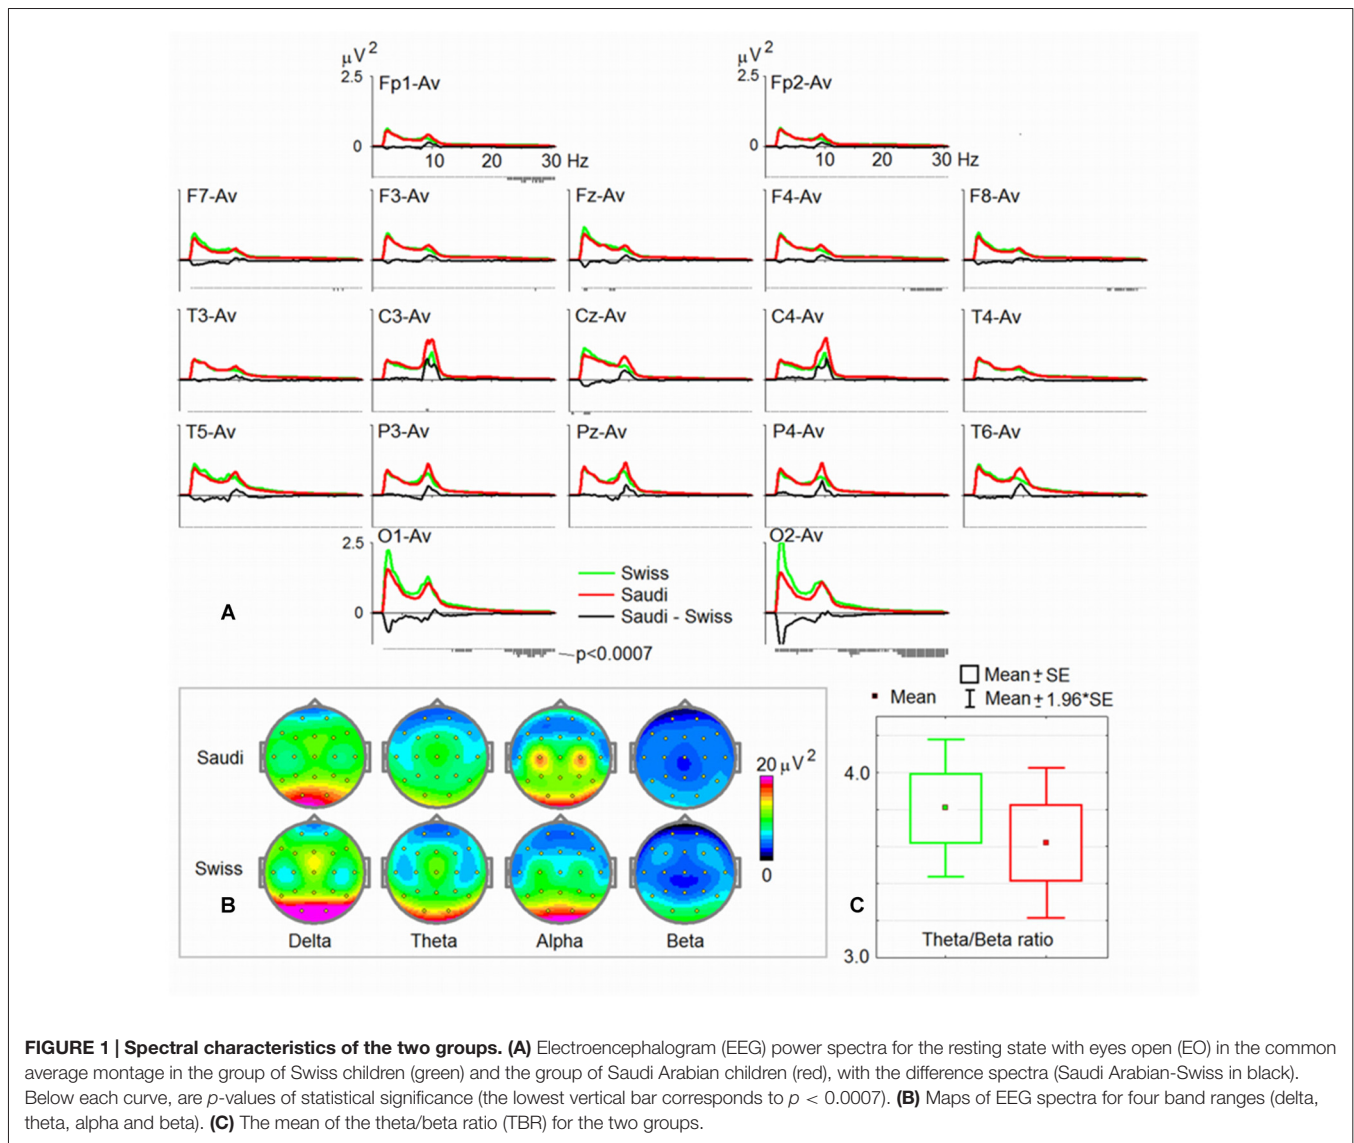 μV²
μV²
2.5
Fp1-Av
2.5
Fp2-Av
0
0
10
20
30 Hz
10
20
30 Hz
F7-Av
F3-Av
Fz-Av
F4-Av
F8-Av
T3-Av
C3-Av
Cz-Av
C4-Av
T4-Av
T5-Av
P3-Av
Pz-Av
P4-Av
T6-Av
O1-Av
O2-Av
2.5
0
Swiss
Saudi
Saudi - Swiss
A
p<0.0007
Mean ± SE
Mean
Mean ± 1.96*SE
Saudi
20 μV²
Swiss
0
B
Delta
Theta
Alpha
Beta
4.0
C
Theta/Beta ratio
3.0
FIGURE 1 | Spectral characteristics of the two groups. (A) Electroencephalogram (EEG) power spectra for the resting state with eyes open (EO) in the common
average montage in the group of Swiss children (green) and the group of Saudi Arabian children (red), with the difference spectra (Saudi Arabian-Swiss in black).
Below each curve, are p-values of statistical significance (the lowest vertical bar corresponds to p < 0.0007). (B) Maps of EEG spectra for four band ranges (delta,
theta, alpha and beta). (C) The mean of the theta/beta ratio (TBR) for the two groups.